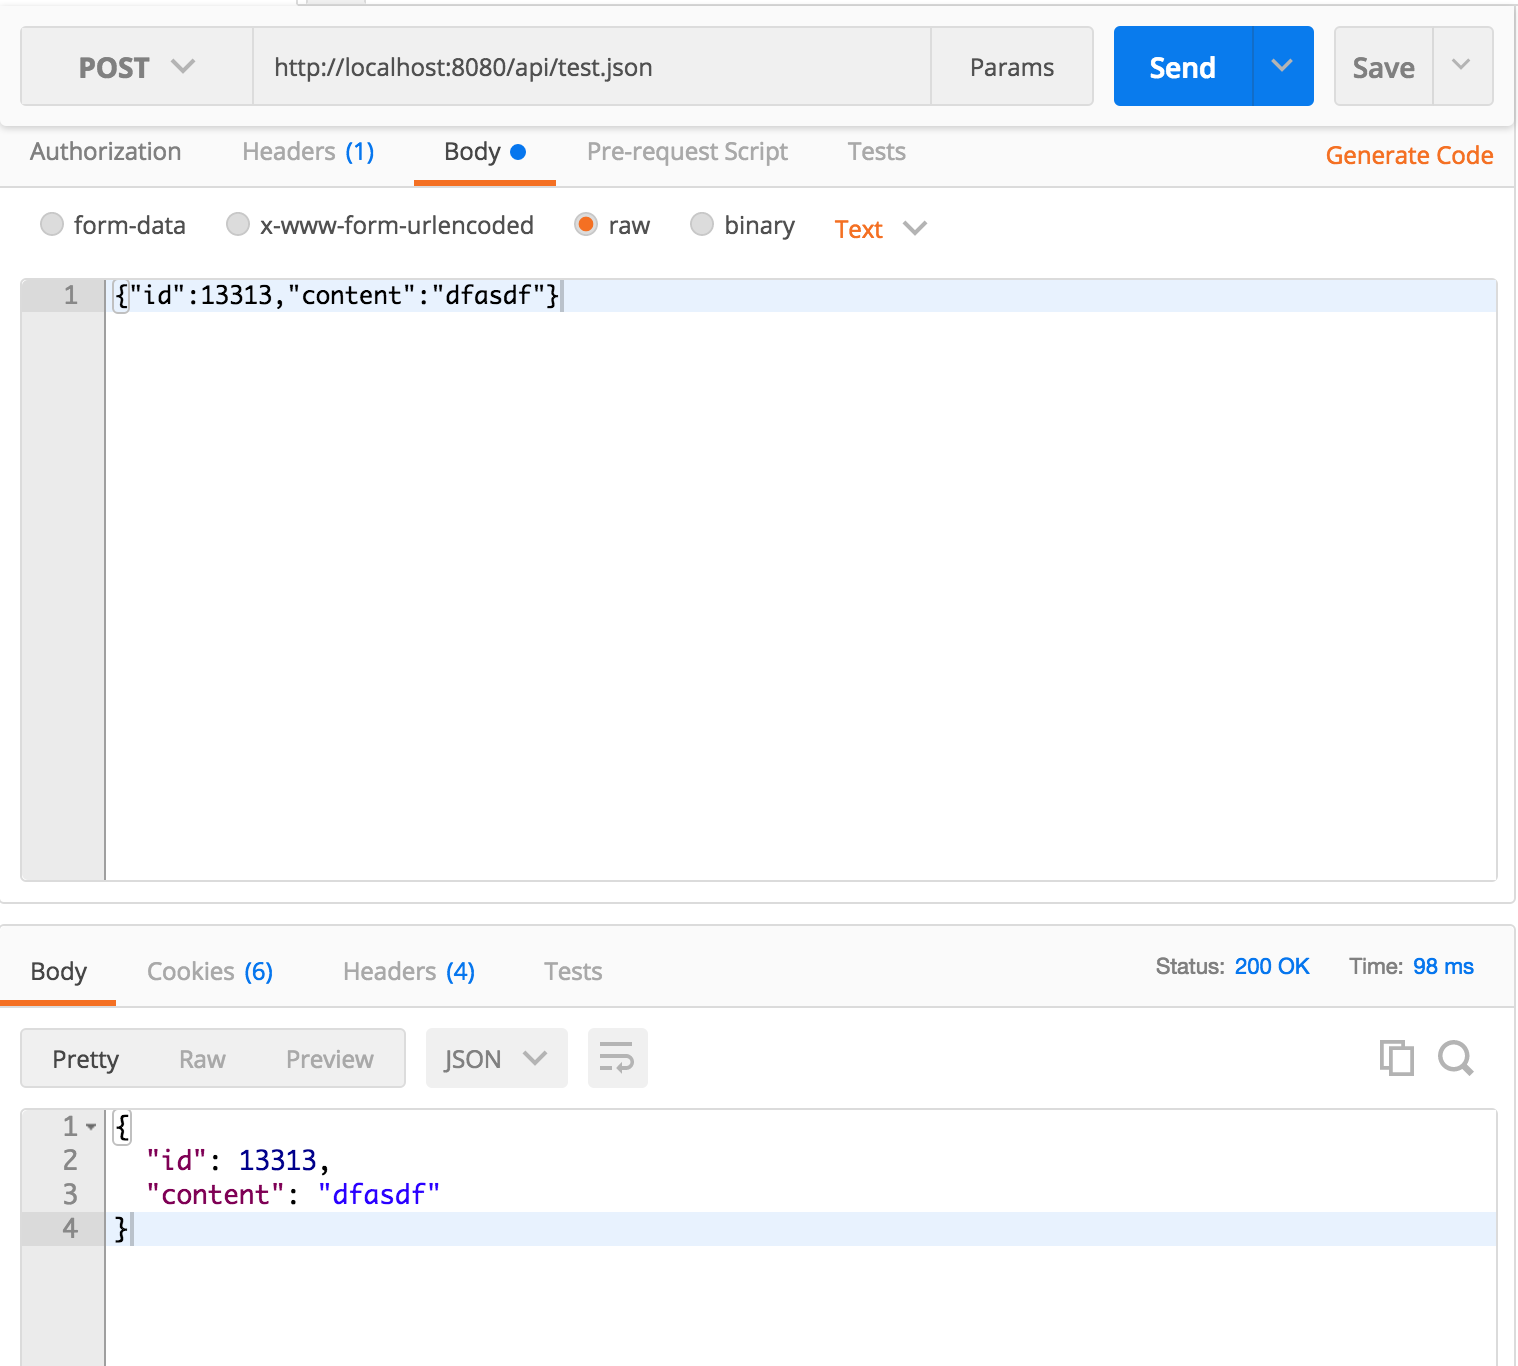 POST http://localhost:8080/api/test.json Params Send Save
Authorization Headers (1) Body Pre-request Script Tests Generate Code
form-data x-www-form-urlencoded raw binary Text
1 {"id":13313,"content":"dfasdf"}
Body Cookies (6) Headers (4) Tests Status: 200 OK Time: 98 ms
Pretty Raw Preview JSON
1 {
2 "id": 13313,
3 "content": "dfasdf"
4 }